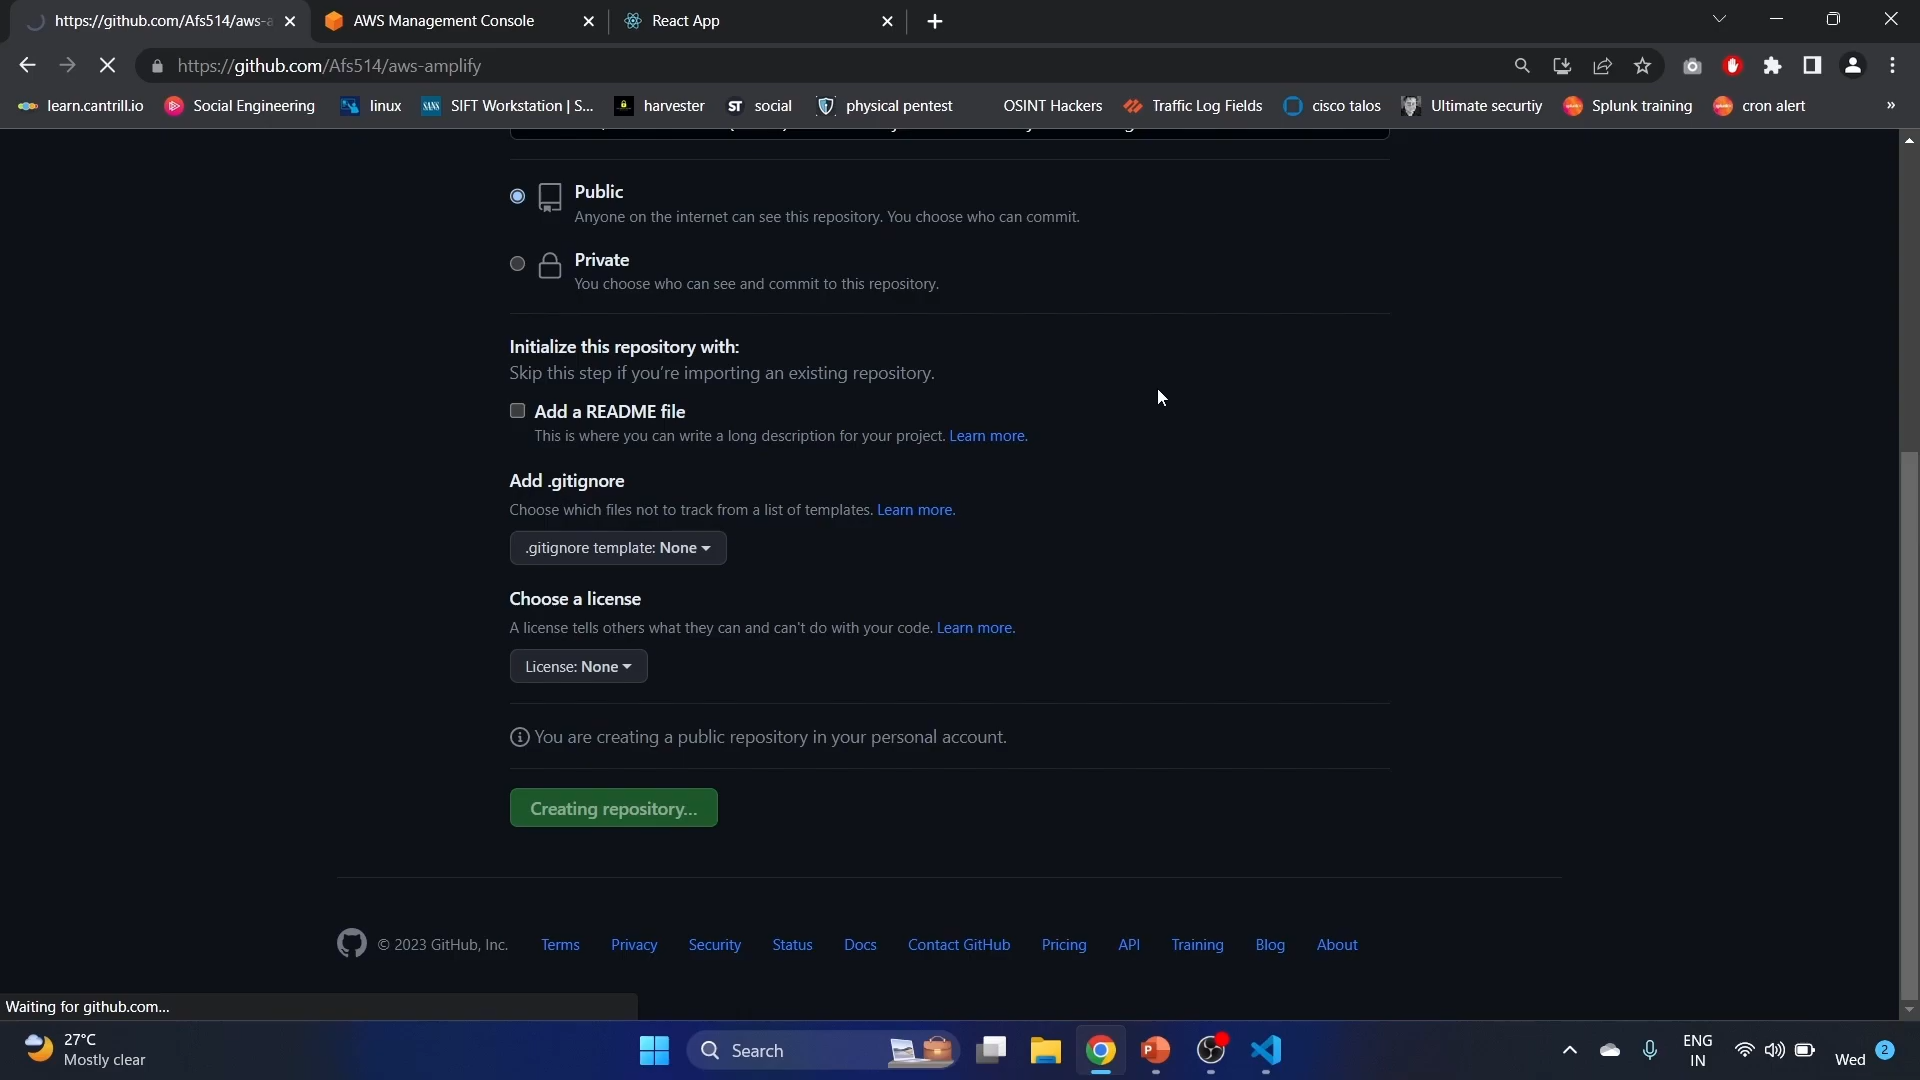 https://github.com/Afs514/aws-a
AWS Management Console
React App
https://github.com/Afs514/aws-amplify
learn.cantrill.io
Social Engineering
linux
SANS
SIFT Workstation | S...
harvester
ST
social
physical pentest
OSINT Hackers
Traffic Log Fields
cisco talos
Ultimate securtiy
Splunk training
cron alert
»
Public
Anyone on the internet can see this repository. You choose who can commit.
Private
You choose who can see and commit to this repository.
Initialize this repository with:
Skip this step if you're importing an existing repository.
Add a README file
This is where you can write a long description for your project. Learn more.
Add .gitignore
Choose which files not to track from a list of templates. Learn more.
.gitignore template: None
Choose a license
A license tells others what they can and can't do with your code. Learn more.
License: None
You are creating a public repository in your personal account.
Creating repository...
© 2023 GitHub, Inc.
Terms
Privacy
Security
Status
Docs
Contact GitHub
Pricing
API
Training
Blog
About
Waiting for github.com...
27°C
Mostly clear
Search
ENG
IN
Wed
2